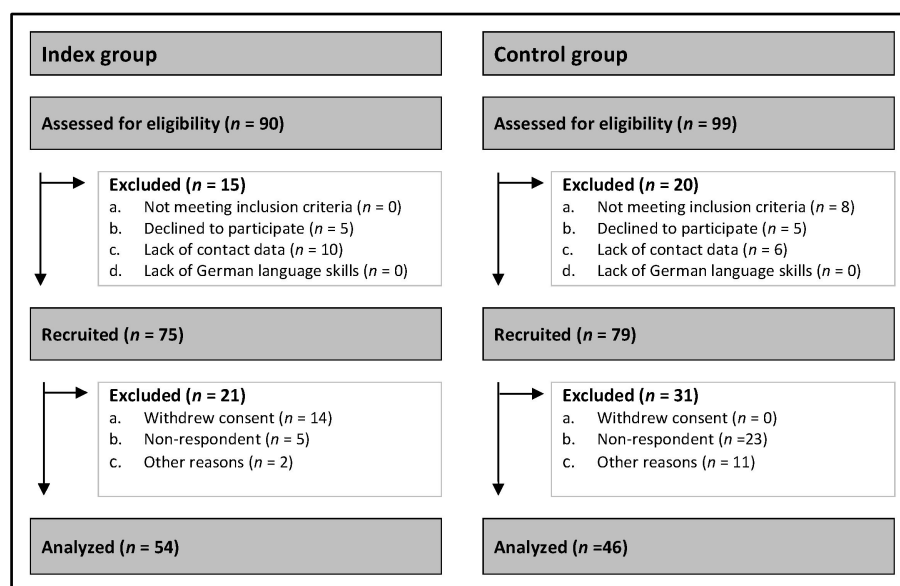 Index group
Assessed for eligibility (n = 90)
Excluded (n = 15)
a. Not meeting inclusion criteria (n = 0)
b. Declined to participate (n = 5)
c. Lack of contact data (n = 10)
d. Lack of German language skills (n = 0)
Recruited (n = 75)
Excluded (n = 21)
a. Withdrew consent (n = 14)
b. Non-respondent (n = 5)
c. Other reasons (n = 2)
Analyzed (n = 54)
Control group
Assessed for eligibility (n = 99)
Excluded (n = 20)
a. Not meeting inclusion criteria (n = 8)
b. Declined to participate (n = 5)
c. Lack of contact data (n = 6)
d. Lack of German language skills (n = 0)
Recruited (n = 79)
Excluded (n = 31)
a. Withdrew consent (n = 0)
b. Non-respondent (n =23)
c. Other reasons (n = 11)
Analyzed (n =46)